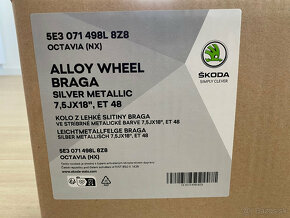 5E3 071 498L 8Z8
OCTAVIA (NX)
ALLOY WHEEL
BRAGA
SILVER METALLIC
7,5JX18", ET 48
ŠKODA
SIMPLY CLEVER
KOLO Z LEHKÉ SLITINY BRAGA
VE STŘÍBRNÉ METALICKÉ BARVĚ 7,5JX18", ET 48
LEICHTMETALLFELGE BRAGA
SILBER METALLISCH 7,5JX18", ET 48
5E3 071 498L 8Z8
OCTAVIA (NX)